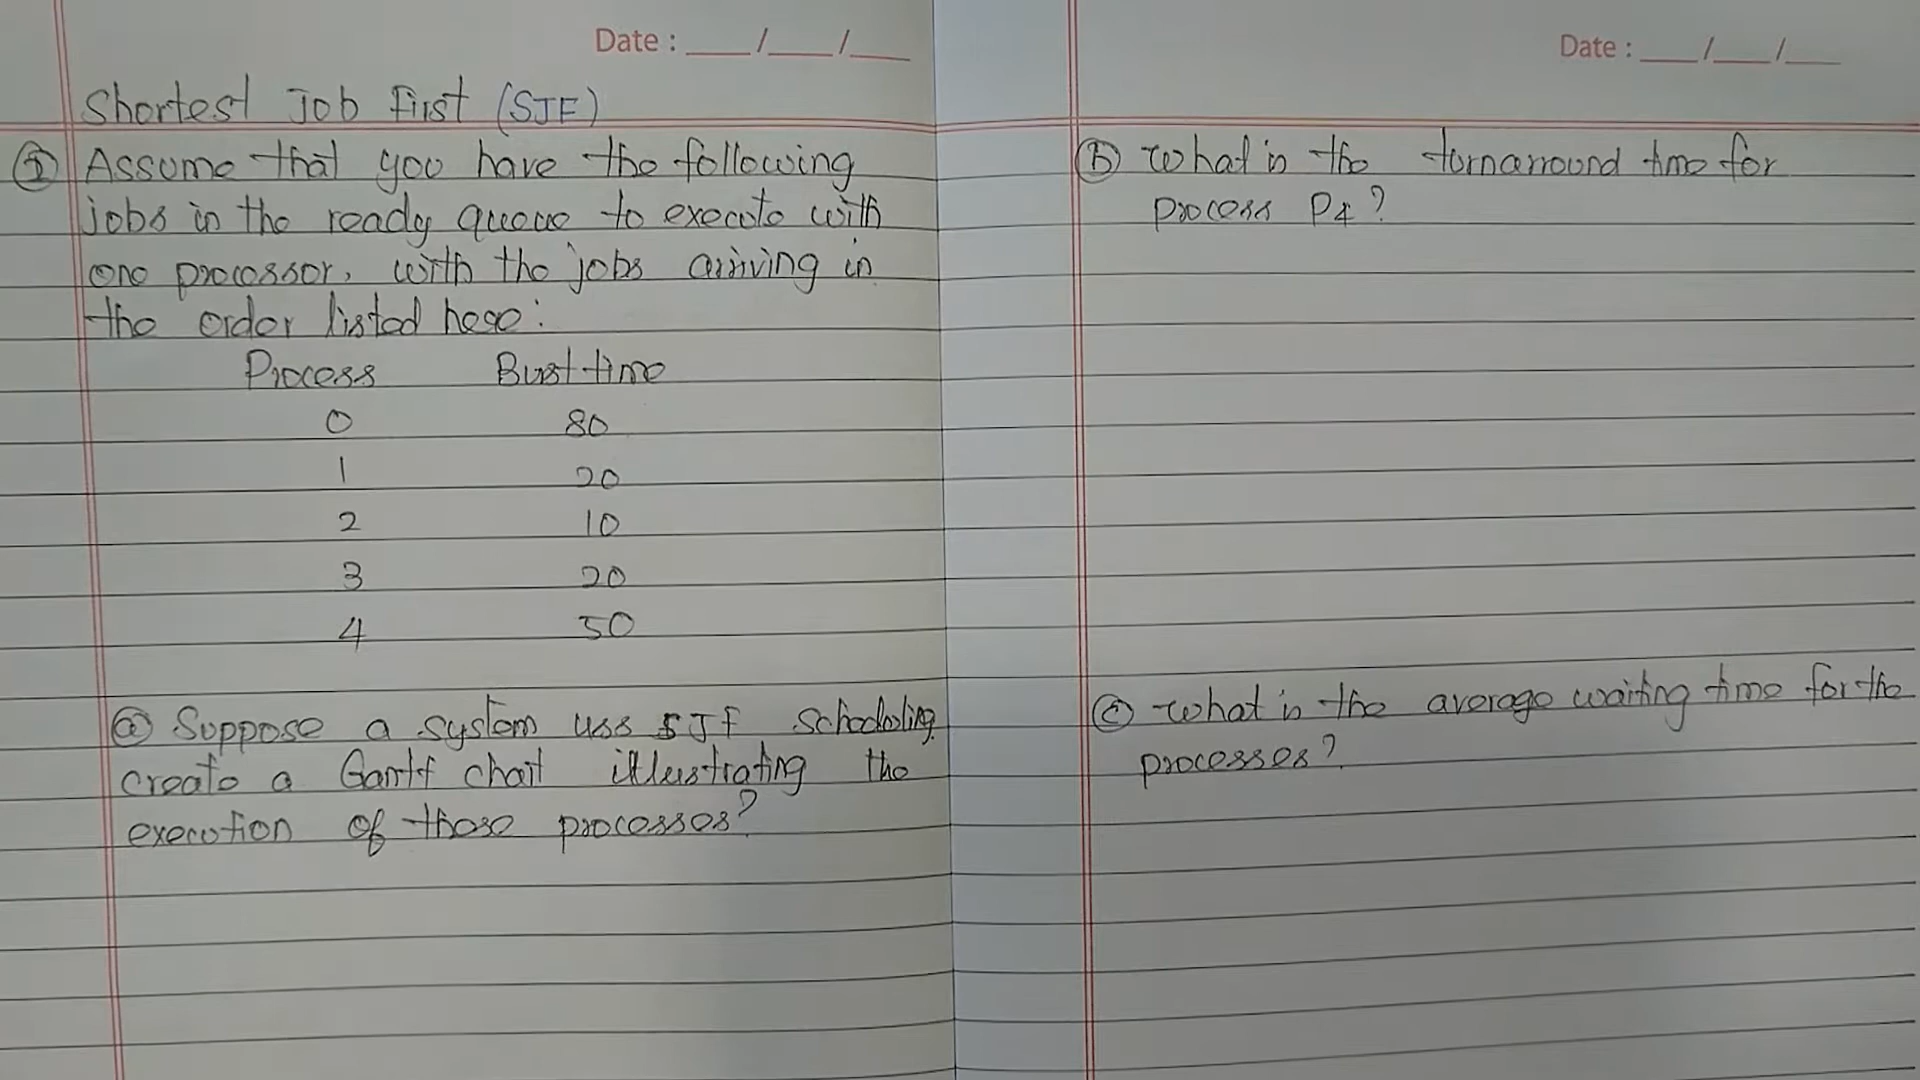 Date : ___/___/___
Shortest Job First (SJF)
① Assume that you have the following
jobs in the ready queue to execute with
one processor, with the jobs arriving in
the order listed here:
Process Burst time
0 80
1 20
2 10
3 20
4 50
ⓐ Suppose a system uss SJF scheduling
create a Gantt chart illustrating the
execution of these processes?
Date : ___/___/___
ⓑ What is the turnarround time for
process P4?
ⓒ What is the average waiting time for the
processes?